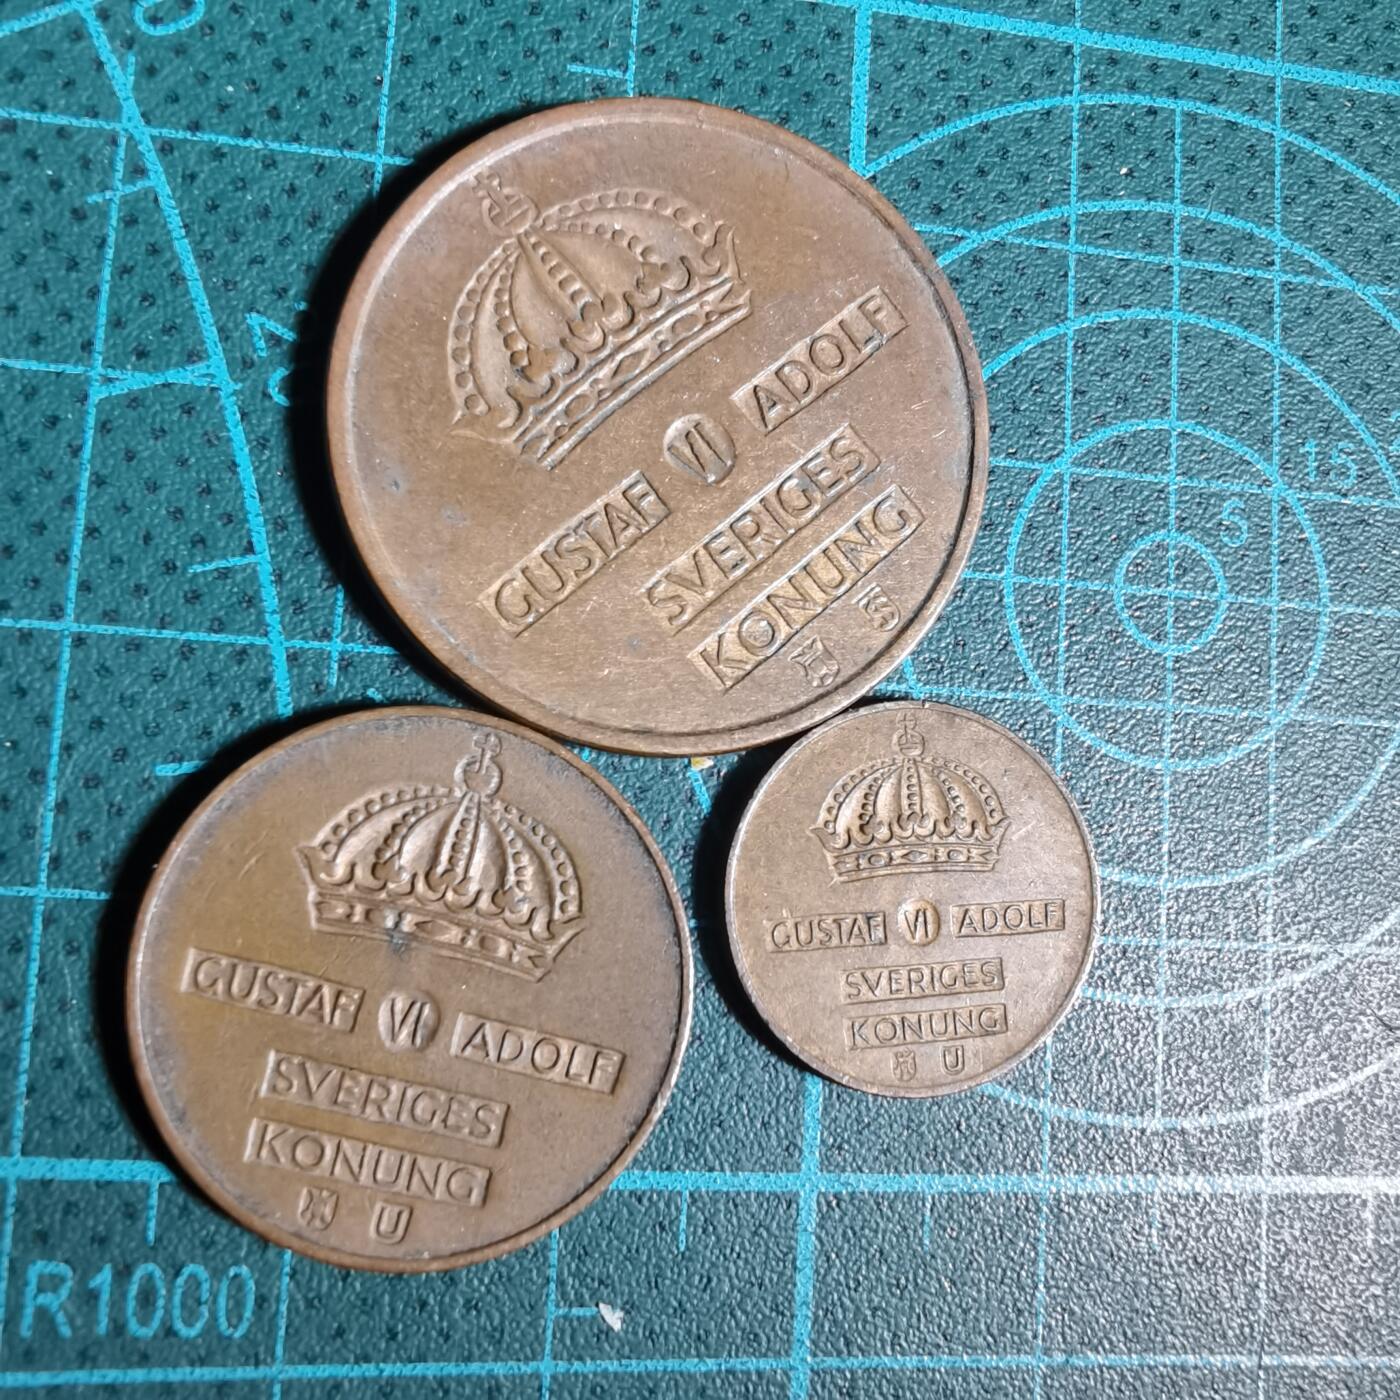 GUSTAF VI ADOLF
SVERIGES
KONUNG
GUSTAF VI ADOLF
SVERIGES
KONUNG
U
GUSTAF VI ADOLF
SVERIGES
KONUNG
U
5
15
R1000